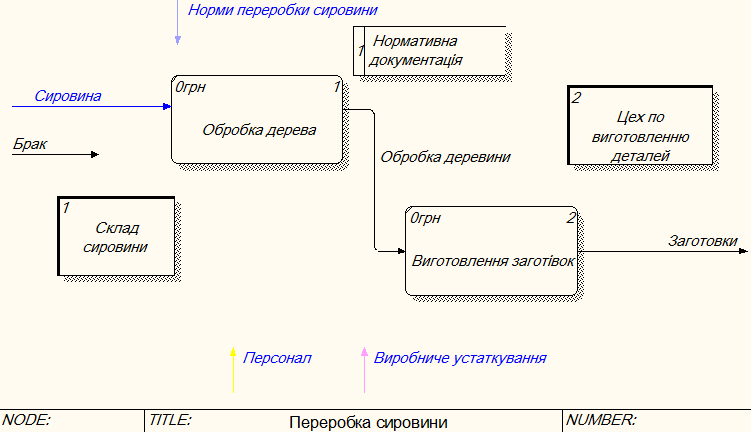 Норми переробки сировини
1
Нормативна
документація
0грн
1
Обробка дерева
Сировина
Брак
2
Цех по
виготовленню
деталей
Обробка деревини
1
Склад
сировини
0грн
2
Виготовлення заготівок
Заготовки
Персонал
Виробниче устаткування
NODE:
TITLE:
Переробка сировини
NUMBER: